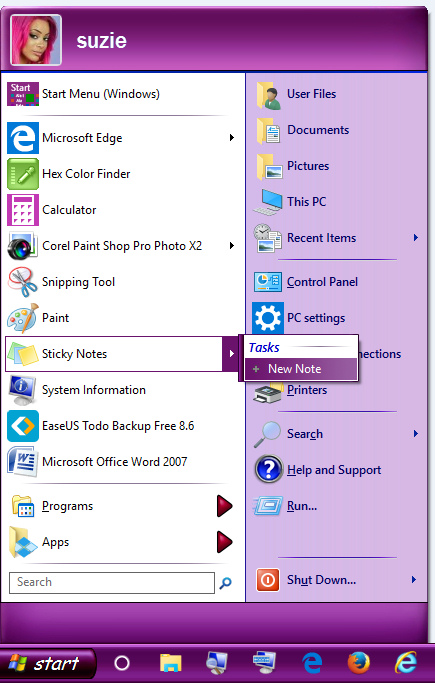 suzie
Start
Start Menu (Windows)
Microsoft Edge
Hex Color Finder
Calculator
Corel Paint Shop Pro Photo X2
Snipping Tool
Paint
Sticky Notes
System Information
EaseUS Todo Backup Free 8.6
Microsoft Office Word 2007
Programs
Apps
Search
User Files
Documents
Pictures
This PC
Recent Items
Control Panel
PC settings
Tasks
New Note
Printers
Search
Help and Support
Run...
Shut Down...
start